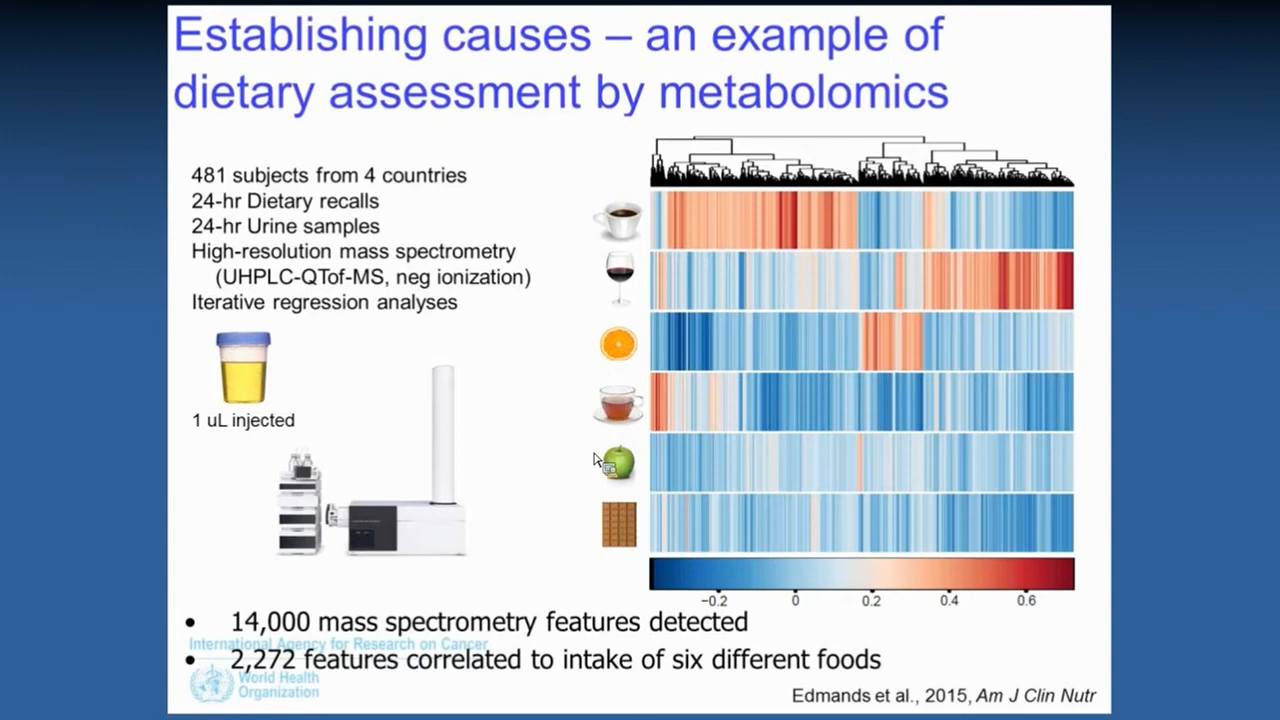 Establishing causes – an example of
dietary assessment by metabolomics
481 subjects from 4 countries
24-hr Dietary recalls
24-hr Urine samples
High-resolution mass spectrometry
(UHPLC-QTof-MS, neg ionization)
Iterative regression analyses
1 uL injected
−0.2 0 0.2 0.4 0.6
• 14,000 mass spectrometry features detected
International Agency for Research on Cancer
• 2,272 features correlated to intake of six different foods
World Health
Organization
Edmands et al., 2015, Am J Clin Nutr